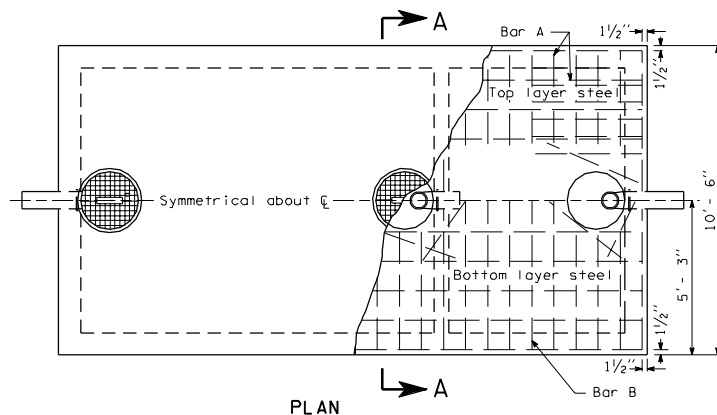 A
Bar A
1½"
1½"
Top layer steel
Symmetrical about ℄
10'-6"
5'-3"
Bottom layer steel
1½"
1½"
A
Bar B
PLAN